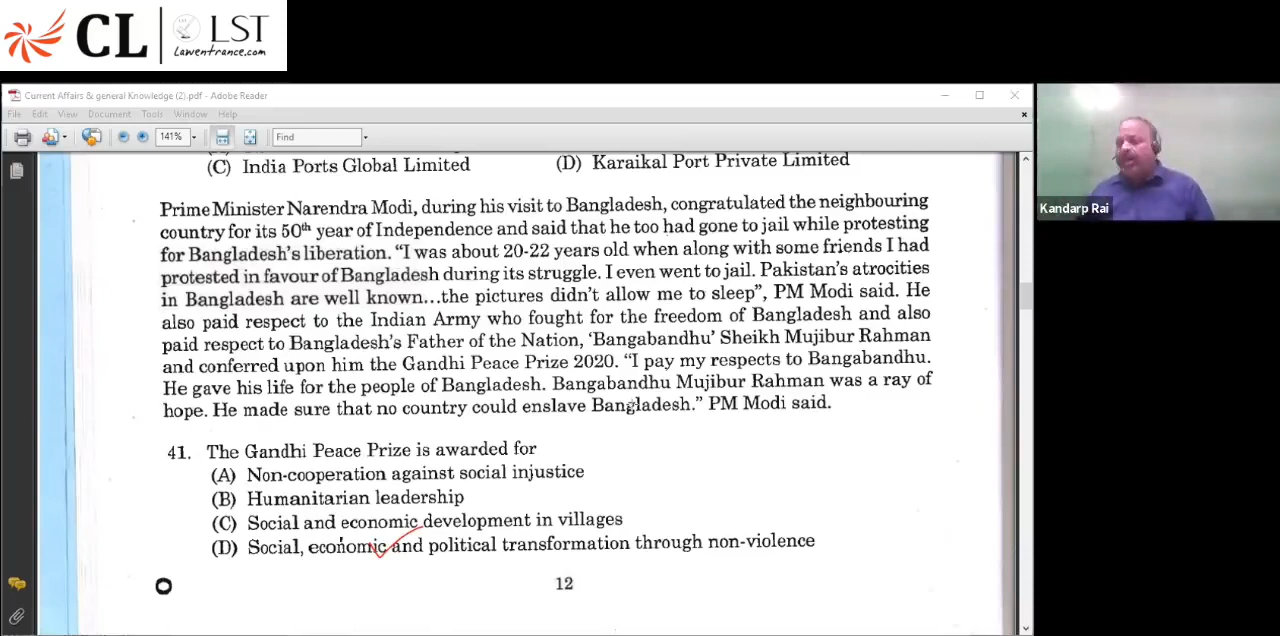 CL | LST
Lawentrance.com
Current Affairs & general Knowledge (2).pdf - Adobe Reader
File Edit View Document Tools Window Help
141% Find
(C) India Ports Global Limited (D) Karaikal Port Private Limited
Prime Minister Narendra Modi, during his visit to Bangladesh, congratulated the neighbouring
country for its 50th year of Independence and said that he too had gone to jail while protesting
for Bangladesh's liberation. “I was about 20-22 years old when along with some friends I had
protested in favour of Bangladesh during its struggle. I even went to jail. Pakistan's atrocities
in Bangladesh are well known...the pictures didn't allow me to sleep”, PM Modi said. He
also paid respect to the Indian Army who fought for the freedom of Bangladesh and also
paid respect to Bangladesh's Father of the Nation, ‘Bangabandhu’ Sheikh Mujibur Rahman
and conferred upon him the Gandhi Peace Prize 2020. “I pay my respects to Bangabandhu.
He gave his life for the people of Bangladesh. Bangabandhu Mujibur Rahman was a ray of
hope. He made sure that no country could enslave Bangladesh.” PM Modi said.
41. The Gandhi Peace Prize is awarded for
(A) Non-cooperation against social injustice
(B) Humanitarian leadership
(C) Social and economic development in villages
(D) Social, economic and political transformation through non-violence
O 12
Kandarp Rai